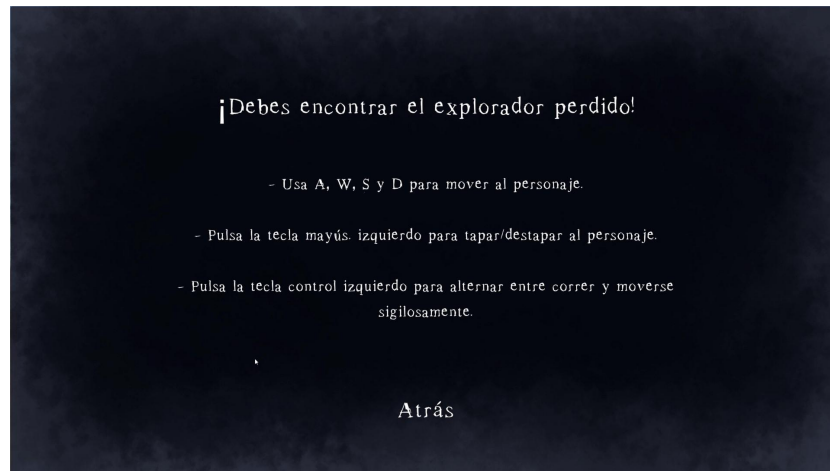 ¡Debes encontrar el explorador perdido!
- Usa A, W, S y D para mover al personaje.
- Pulsa la tecla mayús. izquierdo para tapar/destapar al personaje.
- Pulsa la tecla control izquierdo para alternar entre correr y moverse
sigilosamente.
Atrás